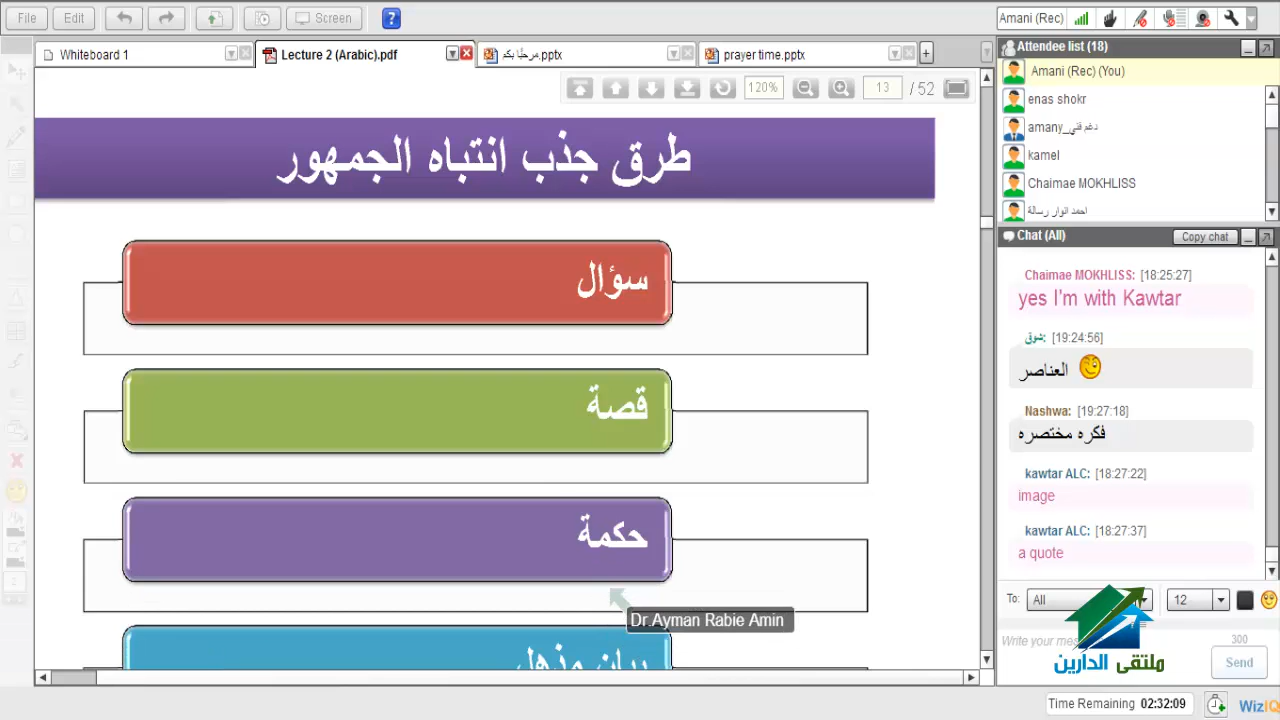 File
Edit
Screen
?
Amani (Rec)
Whiteboard 1
Lecture 2 (Arabic).pdf
مرحبًا بكم.pptx
prayer time.pptx
120%
13
/ 52
طرق جذب انتباه الجمهور
سؤال
قصة
حكمة
بيان مذهل
Dr.Ayman Rabie Amin
Attendee list (18)
Amani (Rec) (You)
enas shokr
kamel
Chaimae MOKHLISS
احمد انوار رسالة
Chat (All)
Copy chat
Chaimae MOKHLISS: [18:25:27]
yes I'm with Kawtar
شوق: [19:24:56]
العناصر
Nashwa: [19:27:18]
فكره مختصره
kawtar ALC: [18:27:22]
image
kawtar ALC: [18:27:37]
a quote
To:
All
12
Write your mes
300
Send
ملتقى الدارين
Time Remaining 02:32:09
WizIQ